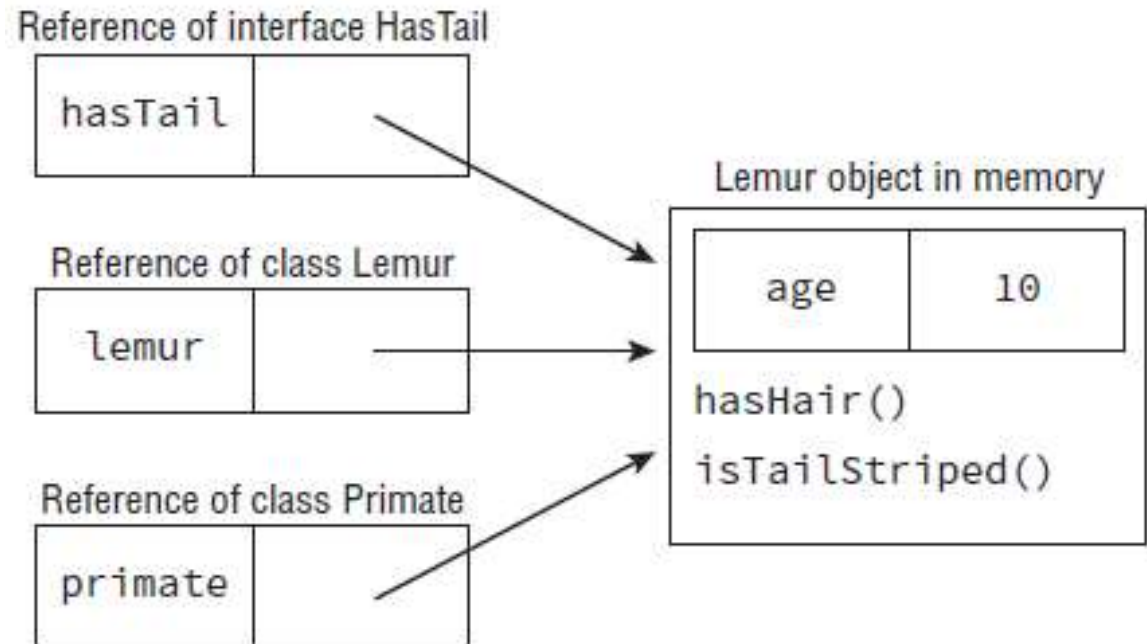 Reference of interface HasTail
hasTail
Lemur object in memory
age 10
Reference of class Lemur
lemur
hasHair()
isTailStriped()
Reference of class Primate
primate